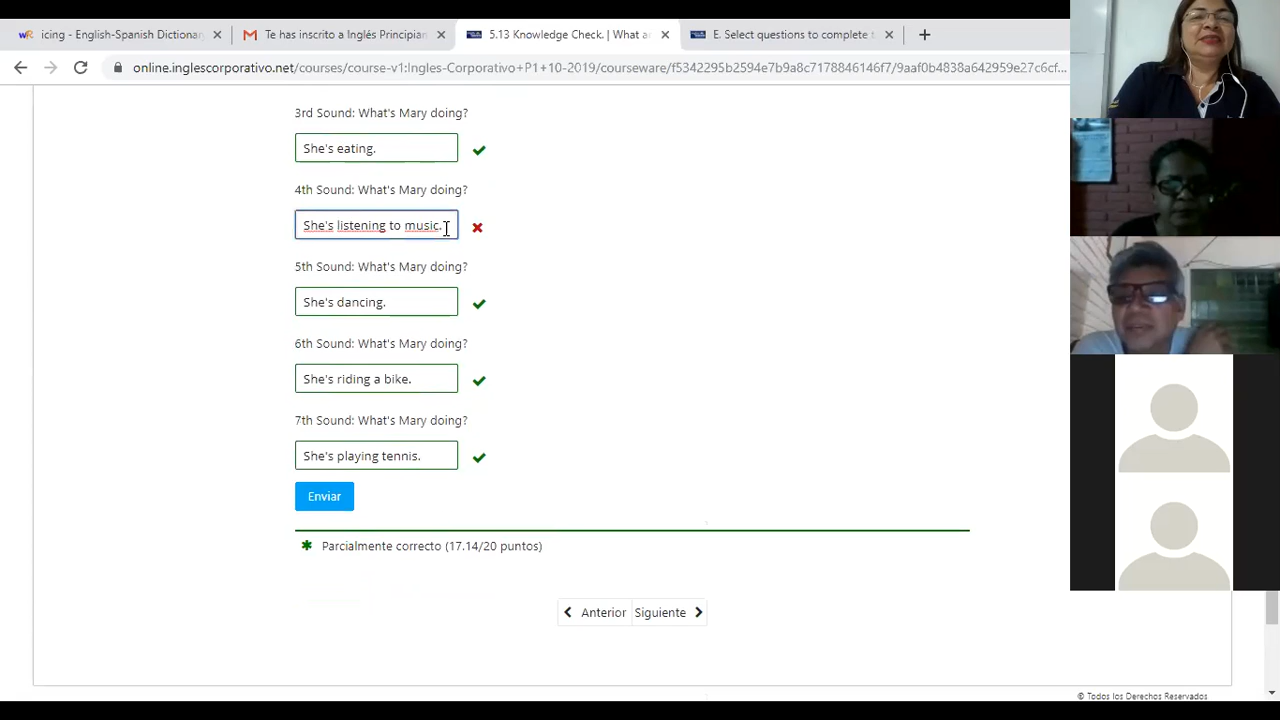 icing - English-Spanish Dictionar
Te has inscrito a Inglés Principian
5.13 Knowledge Check. | What a
E. Select questions to complete t
online.inglescorporativo.net/courses/course-v1:Ingles-Corporativo+P1+10-2019/courseware/f5342295b2594e7b9a8c7178846146f7/9aaf0b4838a642959e27c6cf...
3rd Sound: What's Mary doing?
She's eating.
4th Sound: What's Mary doing?
She's listening to music.
5th Sound: What's Mary doing?
She's dancing.
6th Sound: What's Mary doing?
She's riding a bike.
7th Sound: What's Mary doing?
She's playing tennis.
Enviar
Parcialmente correcto (17.14/20 puntos)
Anterior Siguiente
© Todos los Derechos Reservados